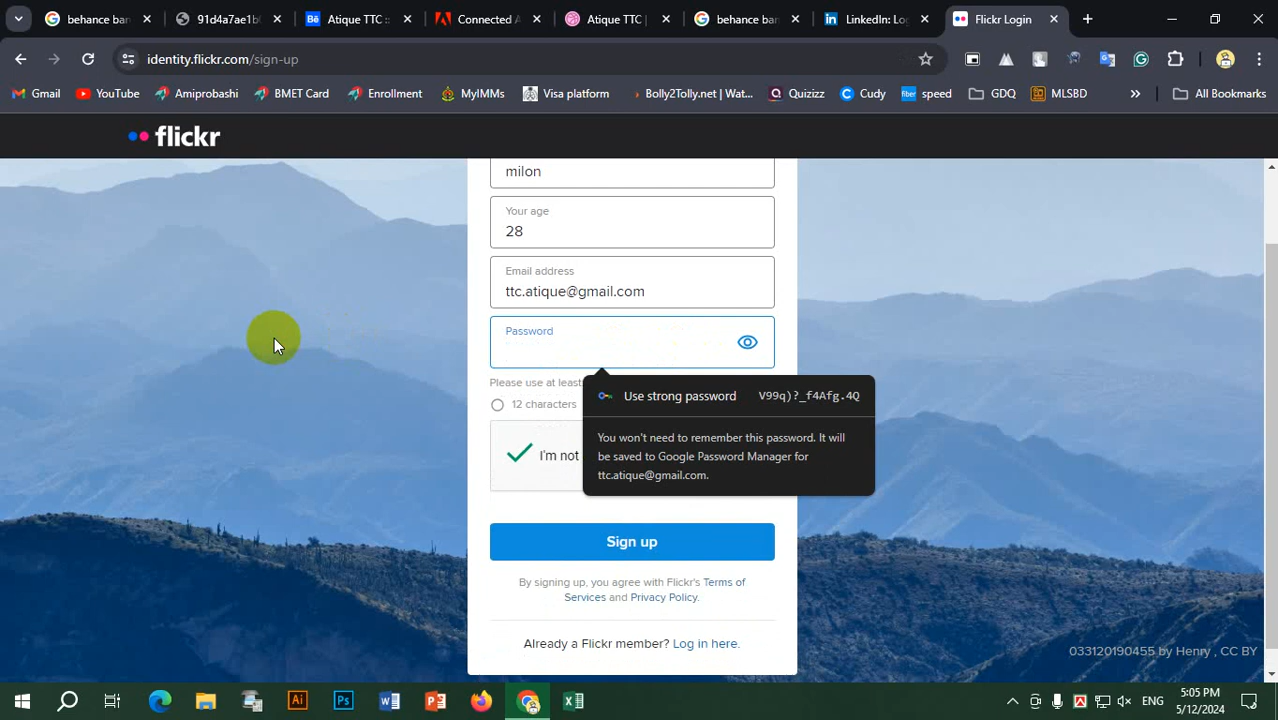 behance ban
91d4a7ae16
Atique TTC ::
Connected A
Atique TTC |
behance ban
LinkedIn: Lo
Flickr Login
identity.flickr.com/sign-up
Gmail
YouTube
Amiprobashi
BMET Card
Enrollment
MyIMMs
Visa platform
Bolly2Tolly.net | Wat...
Quizizz
Cudy
fiber speed
GDQ
MLSBD
All Bookmarks
flickr
milon
Your age
28
Email address
ttc.atique@gmail.com
Password
Please use at least
Use strong password V99q)?_f4Afg.4Q
12 characters
You won't need to remember this password. It will
be saved to Google Password Manager for
ttc.atique@gmail.com.
I'm not
Sign up
By signing up, you agree with Flickr's Terms of
Services and Privacy Policy.
Already a Flickr member? Log in here.
033120190455 by Henry , CC BY
ENG
5:05 PM
5/12/2024